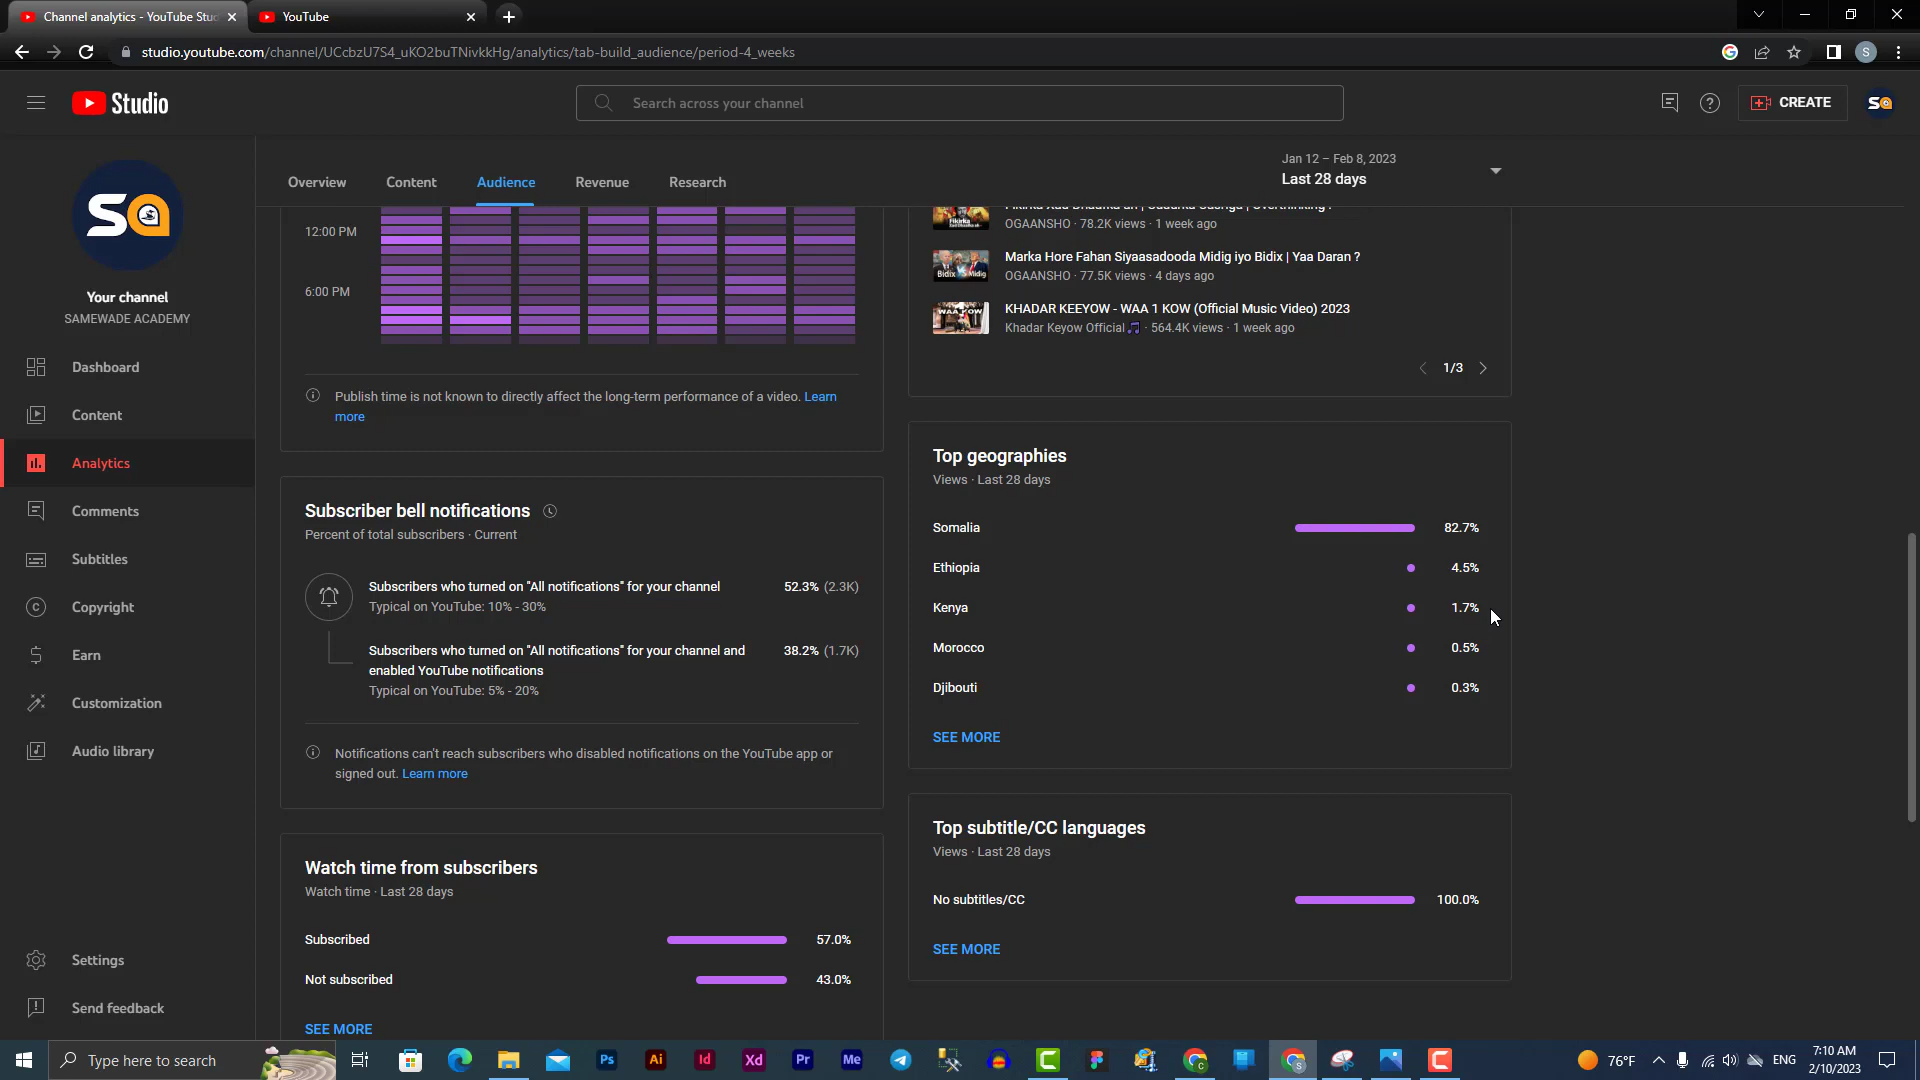 Channel analytics - YouTube Stu
YouTube
studio.youtube.com/channel/UCcbzU7S4_uKO2buTNivkkHg/analytics/tab-build_audience/period-4_weeks
S
Studio
Search across your channel
CREATE
sa
Overview
Content
Audience
Revenue
Research
Jan 12 – Feb 8, 2023
Last 28 days
sa
Your channel
SAMEWADE ACADEMY
Dashboard
Content
Analytics
Comments
Subtitles
Copyright
Earn
Customization
Audio library
Settings
Send feedback
12:00 PM
6:00 PM
Publish time is not known to directly affect the long-term performance of a video. Learn
more
Subscriber bell notifications
Percent of total subscribers · Current
Subscribers who turned on "All notifications" for your channel
52.3% (2.3K)
Typical on YouTube: 10% - 30%
Subscribers who turned on "All notifications" for your channel and
enabled YouTube notifications
38.2% (1.7K)
Typical on YouTube: 5% - 20%
Notifications can't reach subscribers who disabled notifications on the YouTube app or
signed out. Learn more
Watch time from subscribers
Watch time · Last 28 days
Subscribed
57.0%
Not subscribed
43.0%
SEE MORE
OGAANSHO · 78.2K views · 1 week ago
Bidix Midig
Marka Hore Fahan Siyaasadooda Midig iyo Bidix | Yaa Daran ?
OGAANSHO · 77.5K views · 4 days ago
WAA KOW
KHADAR KEEYOW - WAA 1 KOW (Official Music Video) 2023
Khadar Keyow Official · 564.4K views · 1 week ago
1/3
Top geographies
Views · Last 28 days
Somalia
82.7%
Ethiopia
4.5%
Kenya
1.7%
Morocco
0.5%
Djibouti
0.3%
SEE MORE
Top subtitle/CC languages
Views · Last 28 days
No subtitles/CC
100.0%
SEE MORE
Type here to search
Ps
Ai
Id
Xd
Pr
Me
76°F
ENG
7:10 AM
2/10/2023